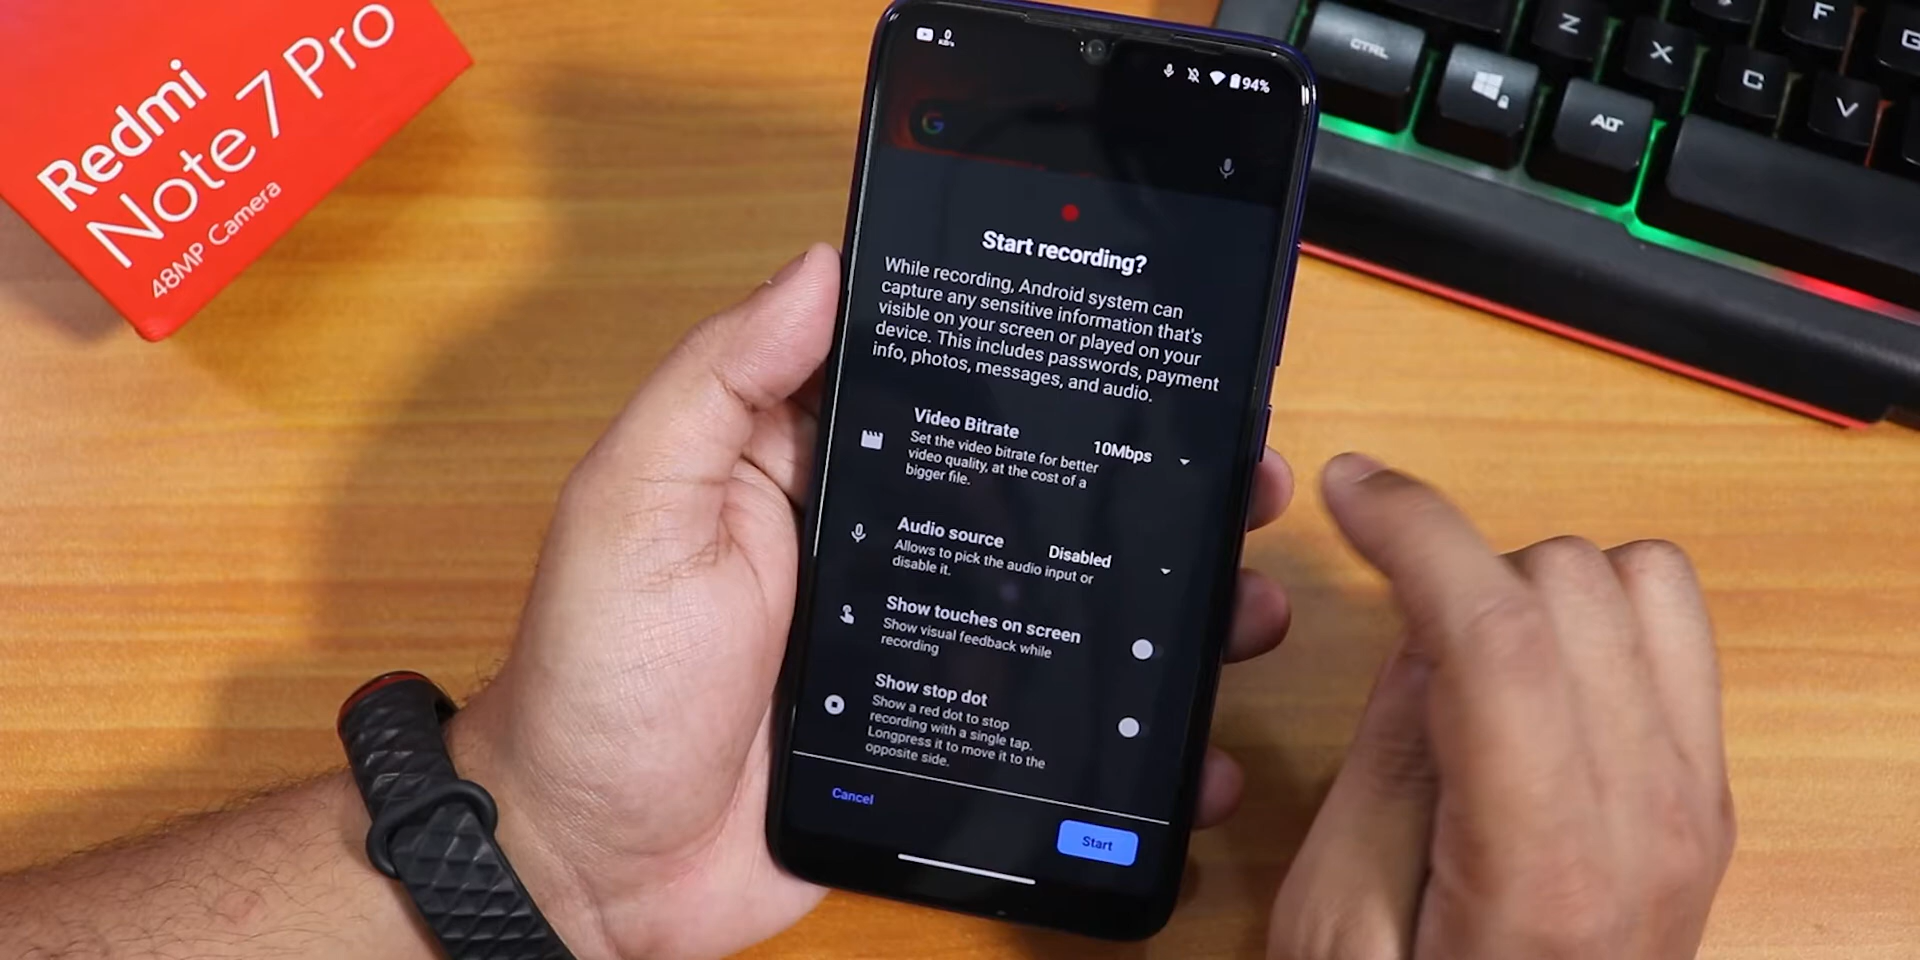 Redmi
Note 7 Pro
48MP Camera
0
KB/s
94%
G
Start recording?
While recording, Android system can
capture any sensitive information that's
visible on your screen or played on your
device. This includes passwords, payment
info, photos, messages, and audio.
Video Bitrate
Set the video bitrate for better
video quality, at the cost of a
bigger file.
10Mbps
Audio source
Allows to pick the audio input or
disable it.
Disabled
Show touches on screen
Show visual feedback while
recording
Show stop dot
Show a red dot to stop
recording with a single tap.
Longpress it to move it to the
opposite side.
Cancel
Start
CTRL
ALT
Z
X
C
V
F
G